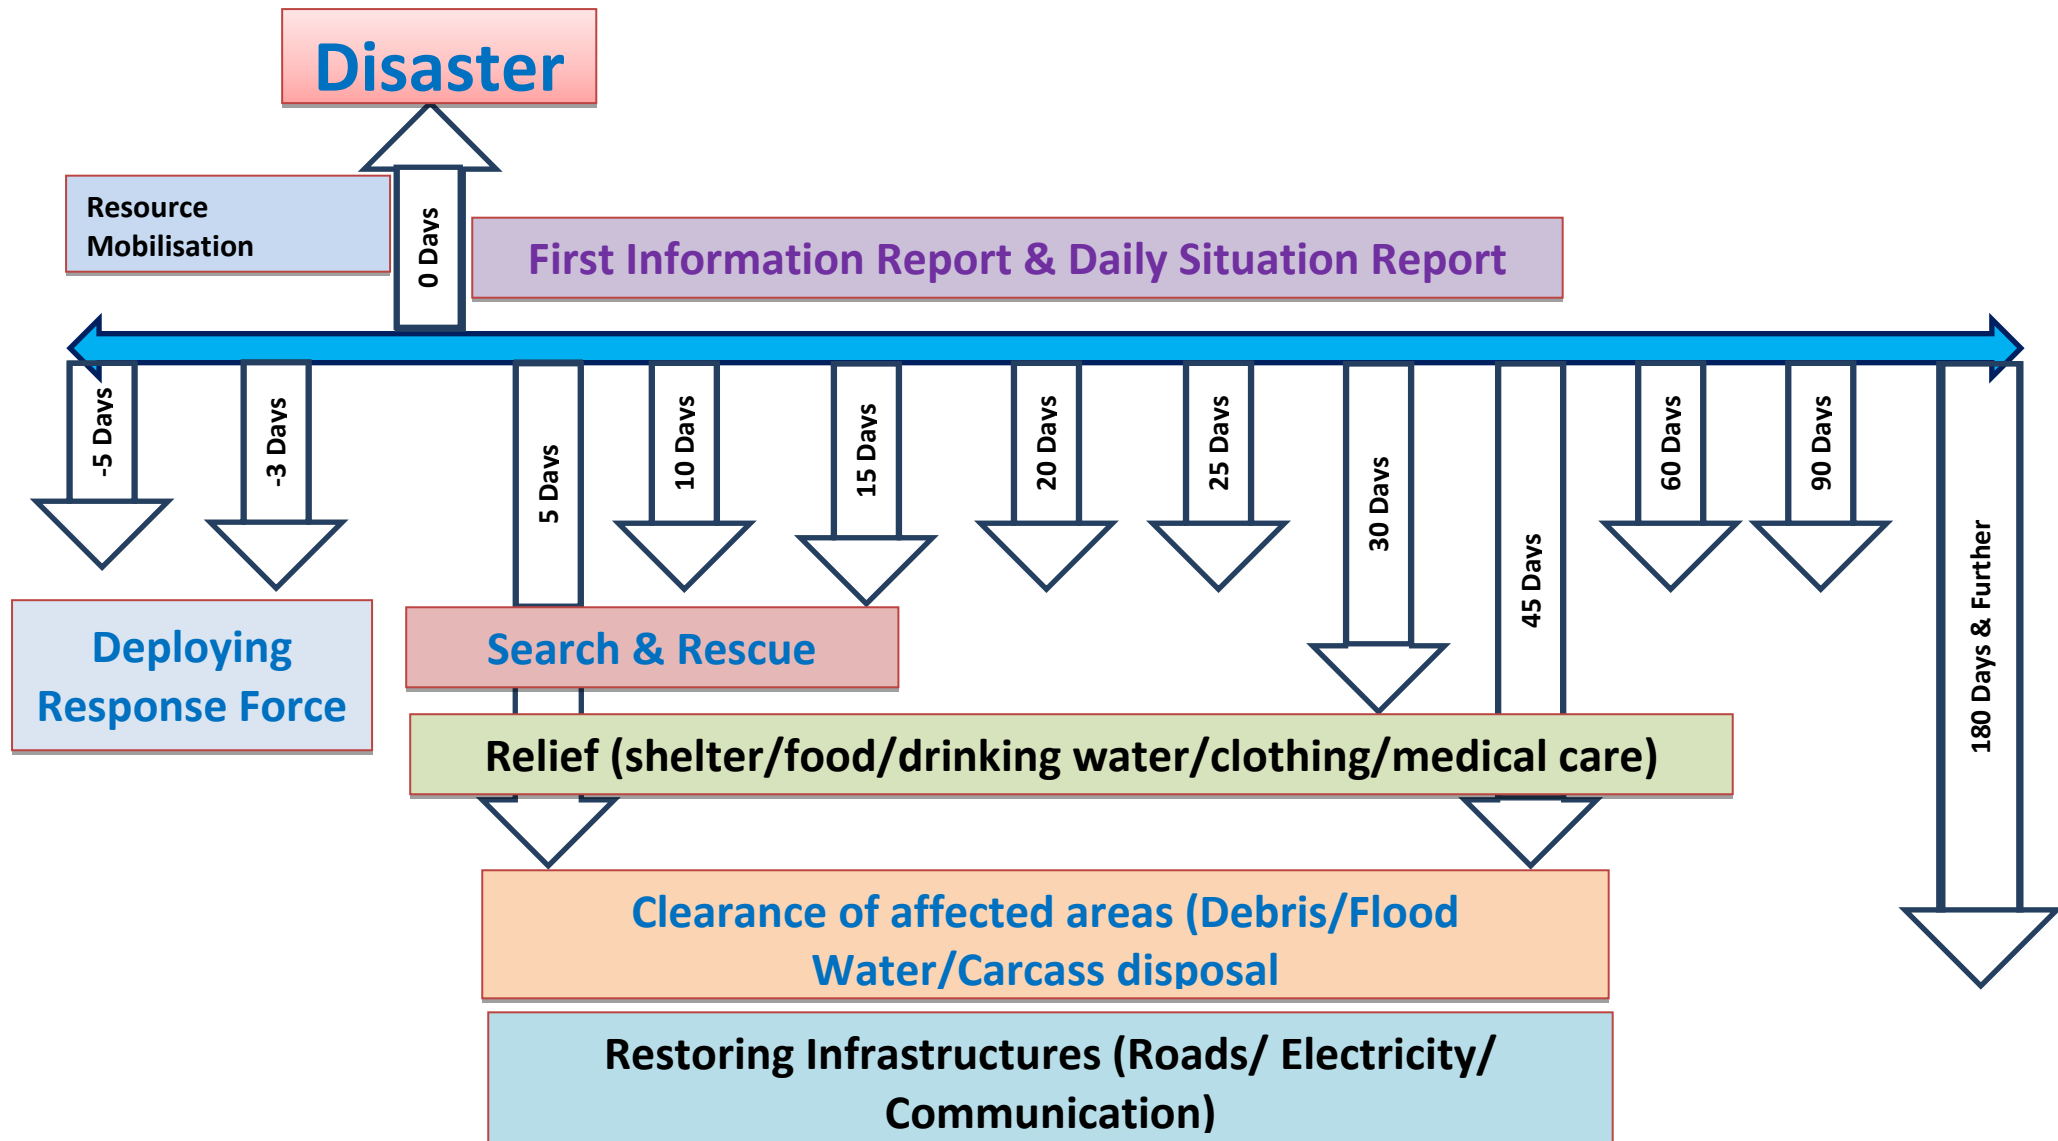 Disaster
Resource
Mobilisation
0 Days
First Information Report & Daily Situation Report
-5 Days
-3 Days
5 Days
10 Days
15 Days
20 Days
25 Days
30 Days
45 Days
60 Days
90 Days
180 Days & Further
Deploying
Response Force
Search & Rescue
Relief (shelter/food/drinking water/clothing/medical care)
Clearance of affected areas (Debris/Flood
Water/Carcass disposal
Restoring Infrastructures (Roads/ Electricity/
Communication)